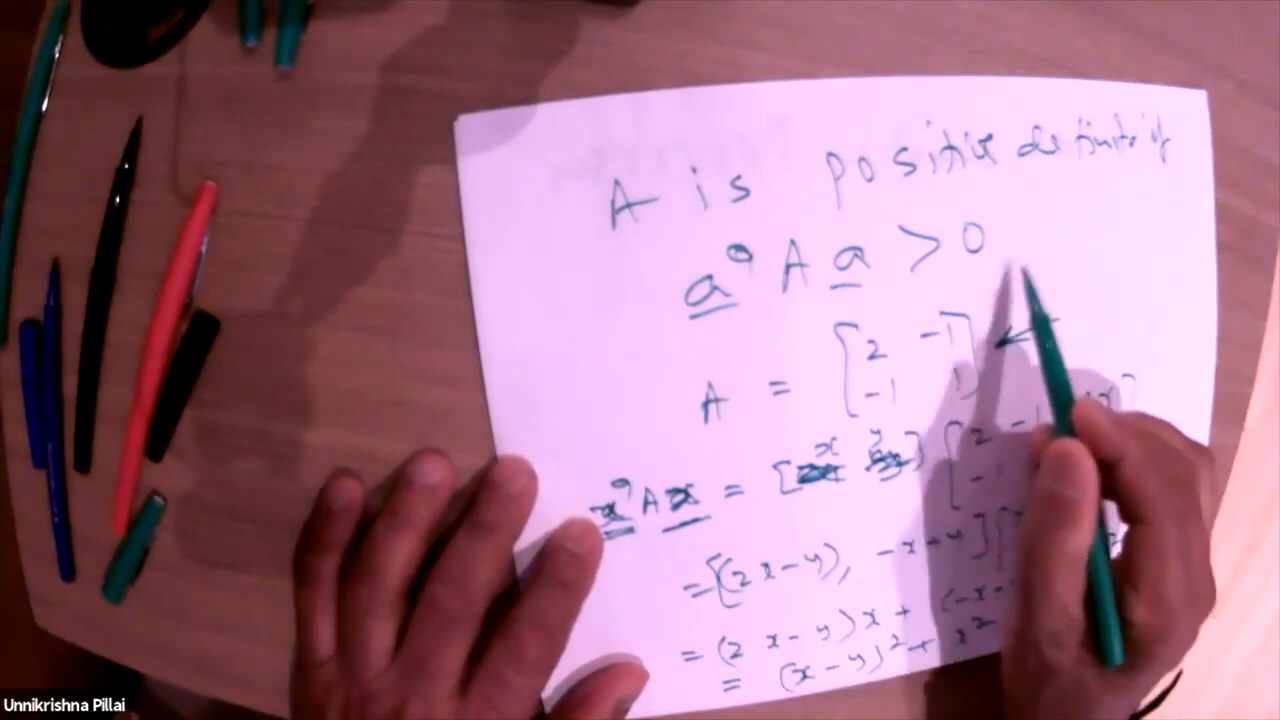 A is positive definite if
a° A a > 0
A = [2 -1
-1 1]
x° A x = [x y] [2 -1
-
= [(2x-y), -x-y]
= (2x-y)x + (-x-
= (x-y)² + x²
Unnikrishna Pillai